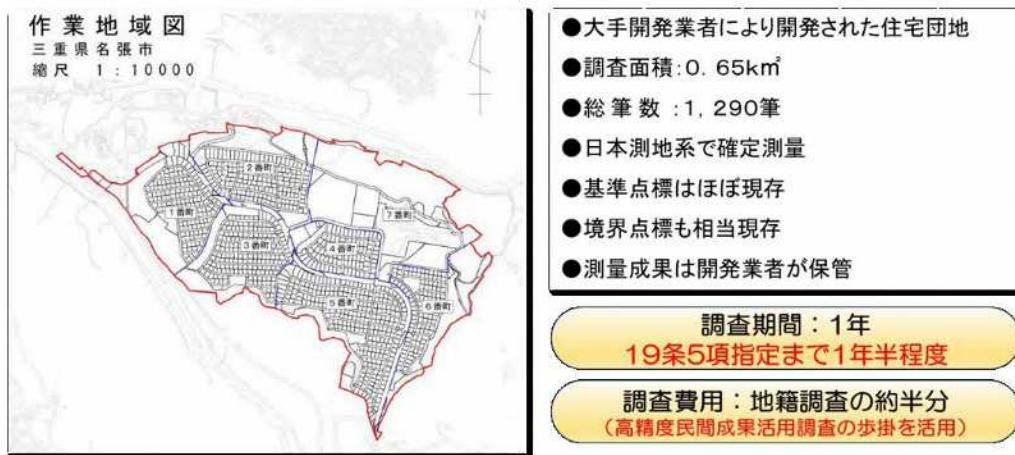 作業地域図
三重県名張市
縮尺 1:10000
N
2番町
1番町
7番町
3番町
4番町
5番町
6番町
●大手開発業者により開発された住宅団地
●調査面積:0.65k㎡
●総筆数:1,290筆
●日本測地系で確定測量
●基準点標はほぼ現存
●境界点標も相当現存
●測量成果は開発業者が保管
調査期間:1年
19条5項指定まで1年半程度
調査費用:地籍調査の約半分
(高精度民間成果活用調査の歩掛を活用)